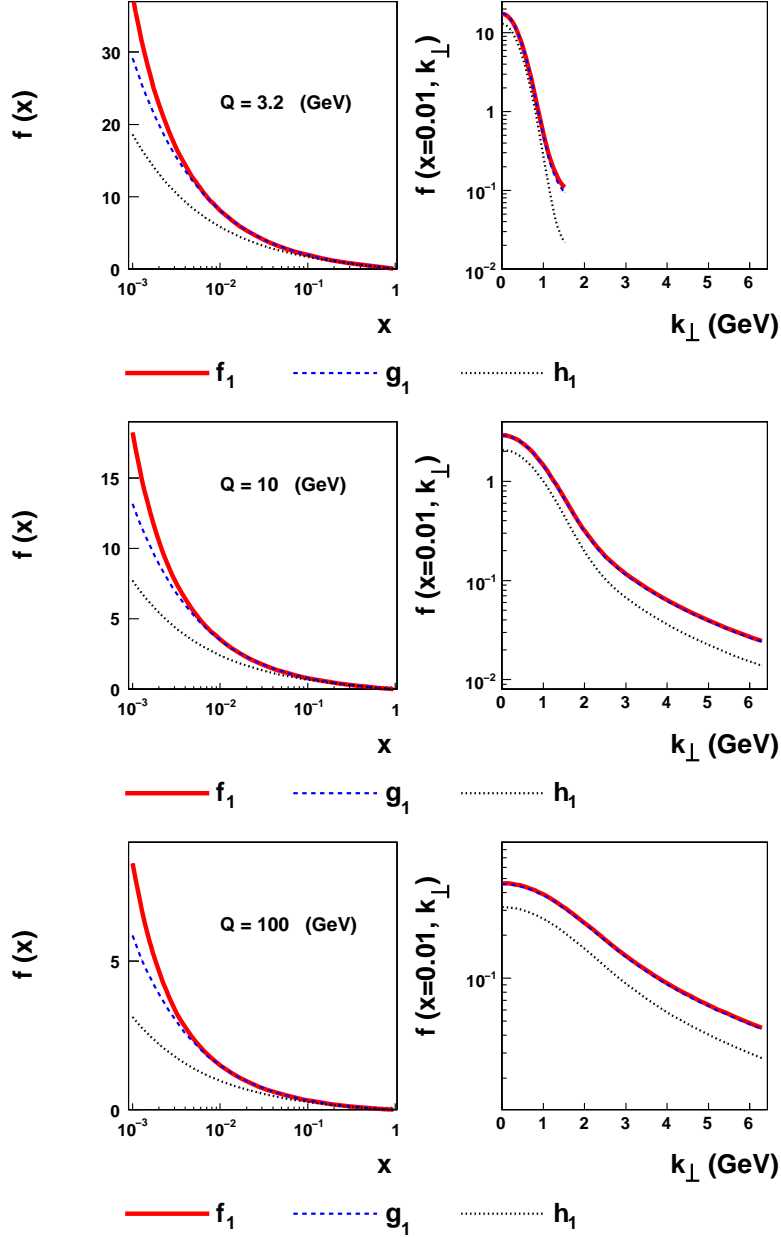 f (x)
30
20
10
0
Q = 3.2 (GeV)
10⁻³ 10⁻² 10⁻¹ 1
x
f (x=0.01, k⊥)
10
1
10⁻¹
10⁻²
0 1 2 3 4 5 6
k⊥ (GeV)
f₁ g₁ h₁
f (x)
15
10
5
0
Q = 10 (GeV)
10⁻³ 10⁻² 10⁻¹ 1
x
f (x=0.01, k⊥)
1
10⁻¹
10⁻²
0 1 2 3 4 5 6
k⊥ (GeV)
f₁ g₁ h₁
f (x)
5
0
Q = 100 (GeV)
10⁻³ 10⁻² 10⁻¹ 1
x
f (x=0.01, k⊥)
10⁻¹
0 1 2 3 4 5 6
k⊥ (GeV)
f₁ g₁ h₁